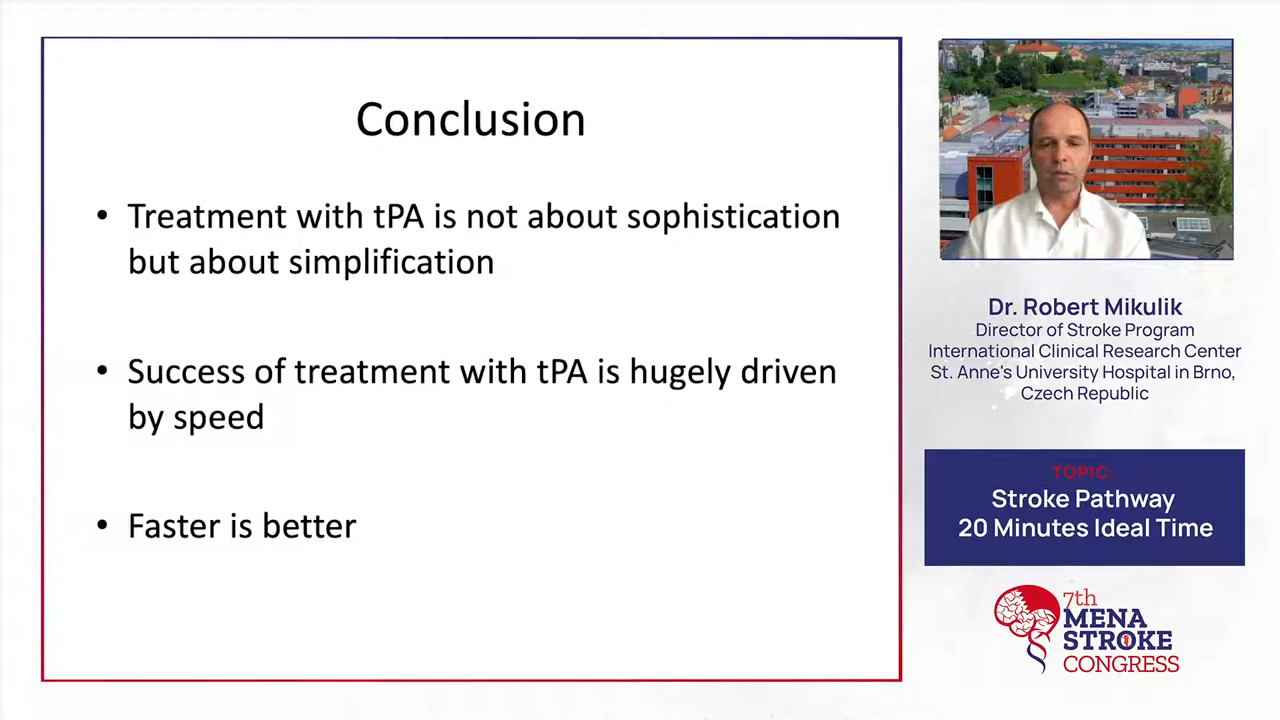 Conclusion
• Treatment with tPA is not about sophistication
but about simplification
• Success of treatment with tPA is hugely driven
by speed
• Faster is better
Dr. Robert Mikulik
Director of Stroke Program
International Clinical Research Center
St. Anne's University Hospital in Brno,
Czech Republic
TOPIC:
Stroke Pathway
20 Minutes Ideal Time
7th
MENA
STROKE
CONGRESS